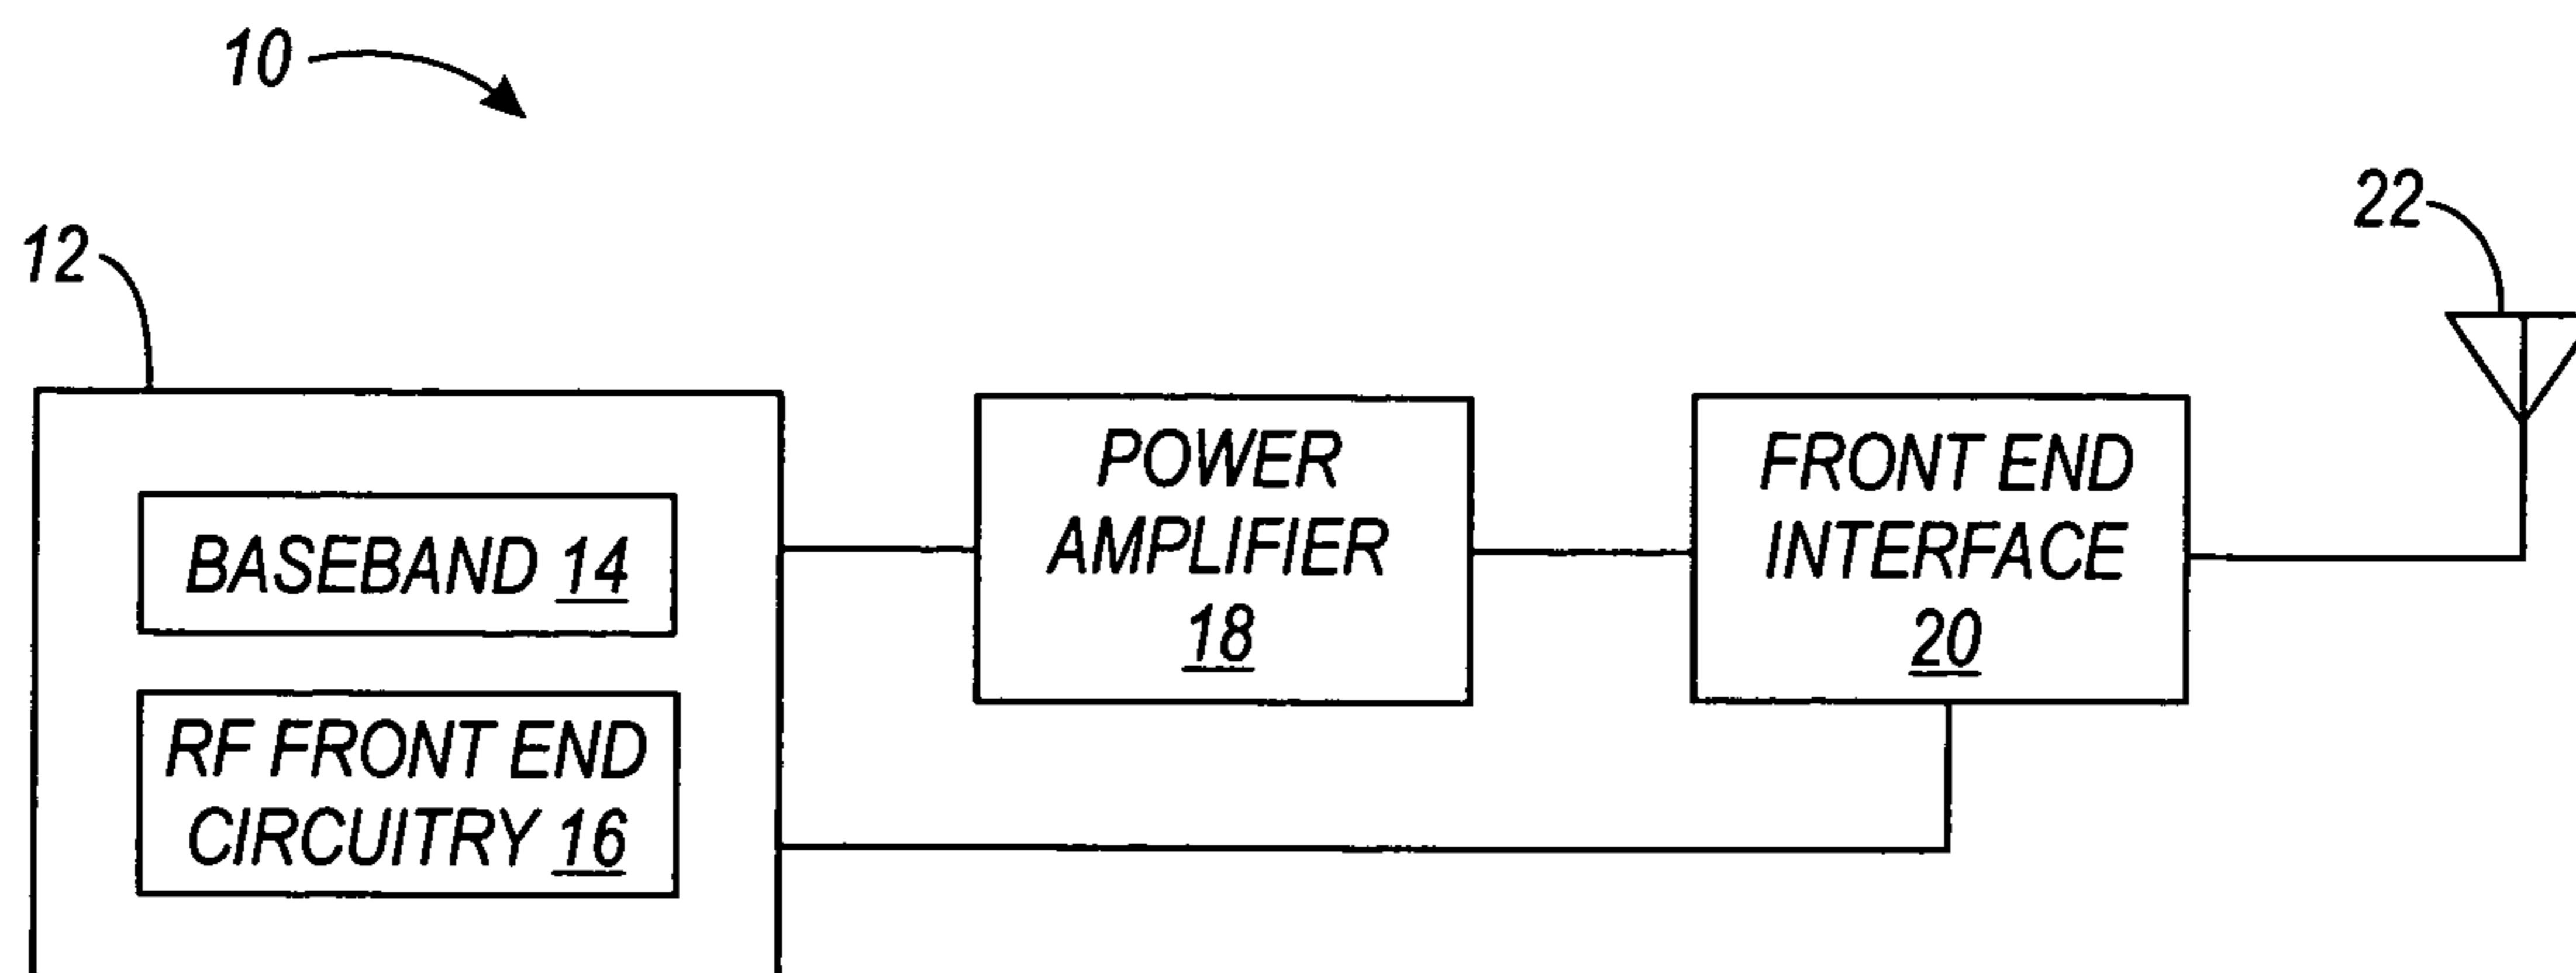 10
12
22
BASEBAND 14
RF FRONT END
CIRCUITRY 16
POWER
AMPLIFIER
18
FRONT END
INTERFACE
20